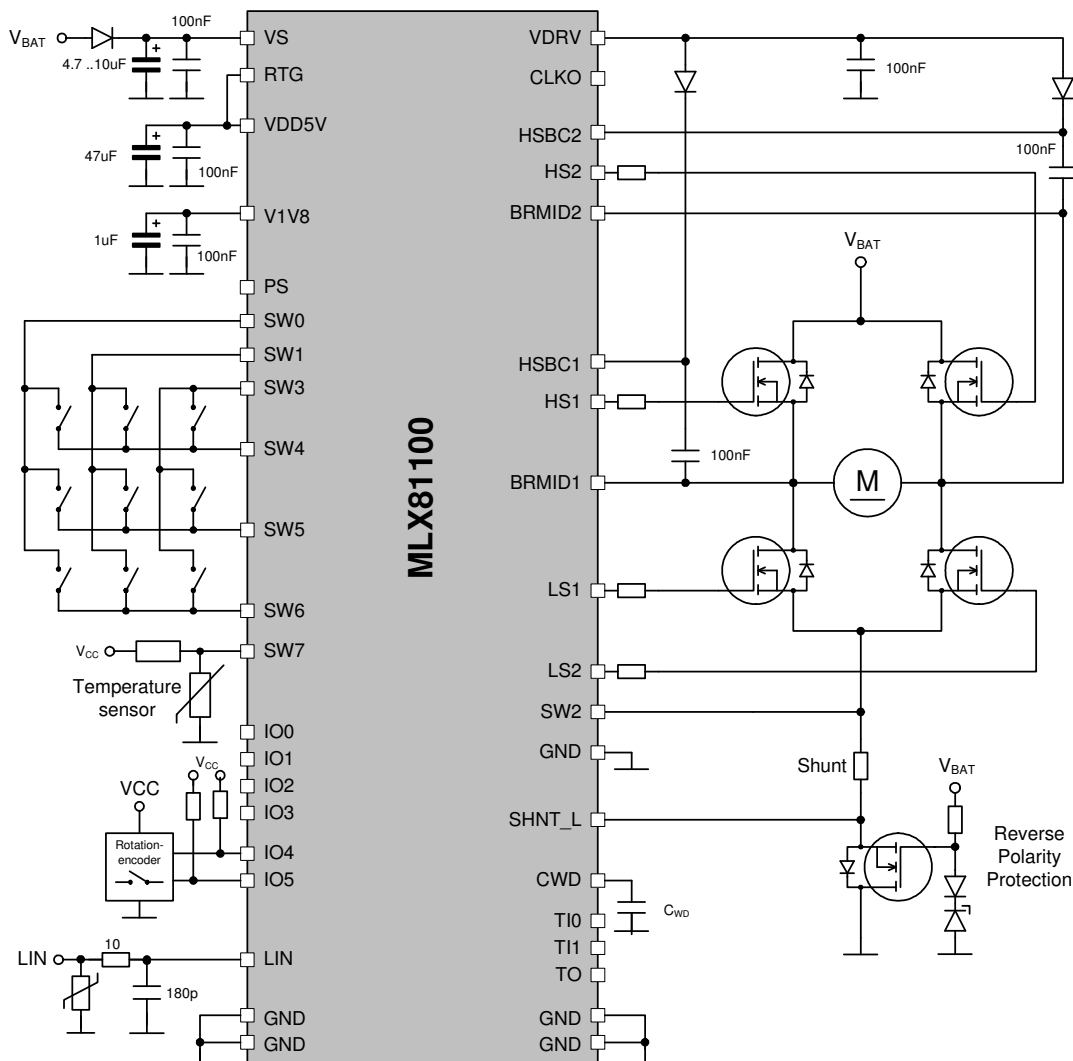 100nF
VBAT
4.7 ..10uF
VS
RTG
VDD5V
47uF
100nF
V1V8
1uF
100nF
PS
SW0
SW1
SW3
SW4
SW5
SW6
VCC
SW7
Temperature
sensor
IO0
IO1
IO2
IO3
VCC
VCC
Rotation-
encoder
IO4
IO5
LIN
10
LIN
180p
GND
GND
MLX81100
VDRV
CLKO
100nF
HSBC2
HS2
100nF
BRMID2
VBAT
HSBC1
HS1
100nF
BRMID1
M
LS1
LS2
SW2
GND
Shunt
VBAT
SHNT_L
Reverse
Polarity
Protection
CWD
CWD
TI0
TI1
TO
GND
GND